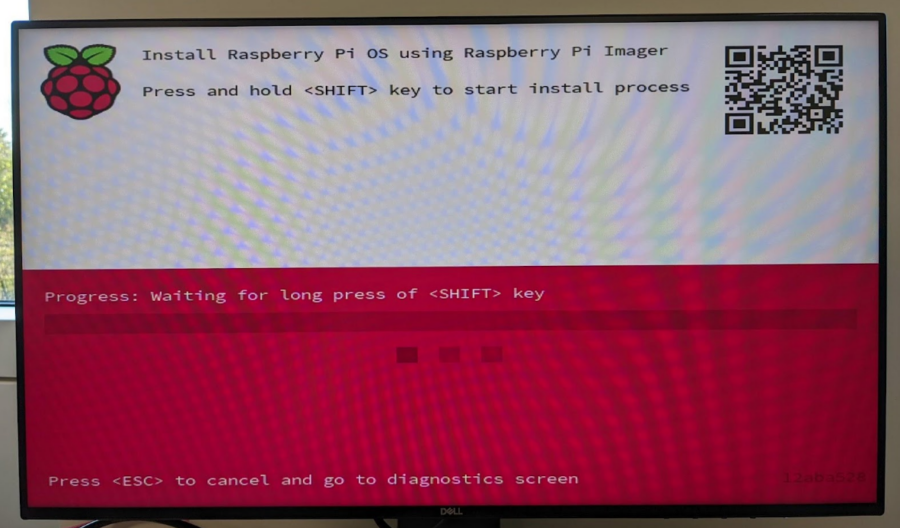 Install Raspberry Pi OS using Raspberry Pi Imager
Press and hold <SHIFT> key to start install process
Progress: Waiting for long press of <SHIFT> key
Press <ESC> to cancel and go to diagnostics screen
DELL